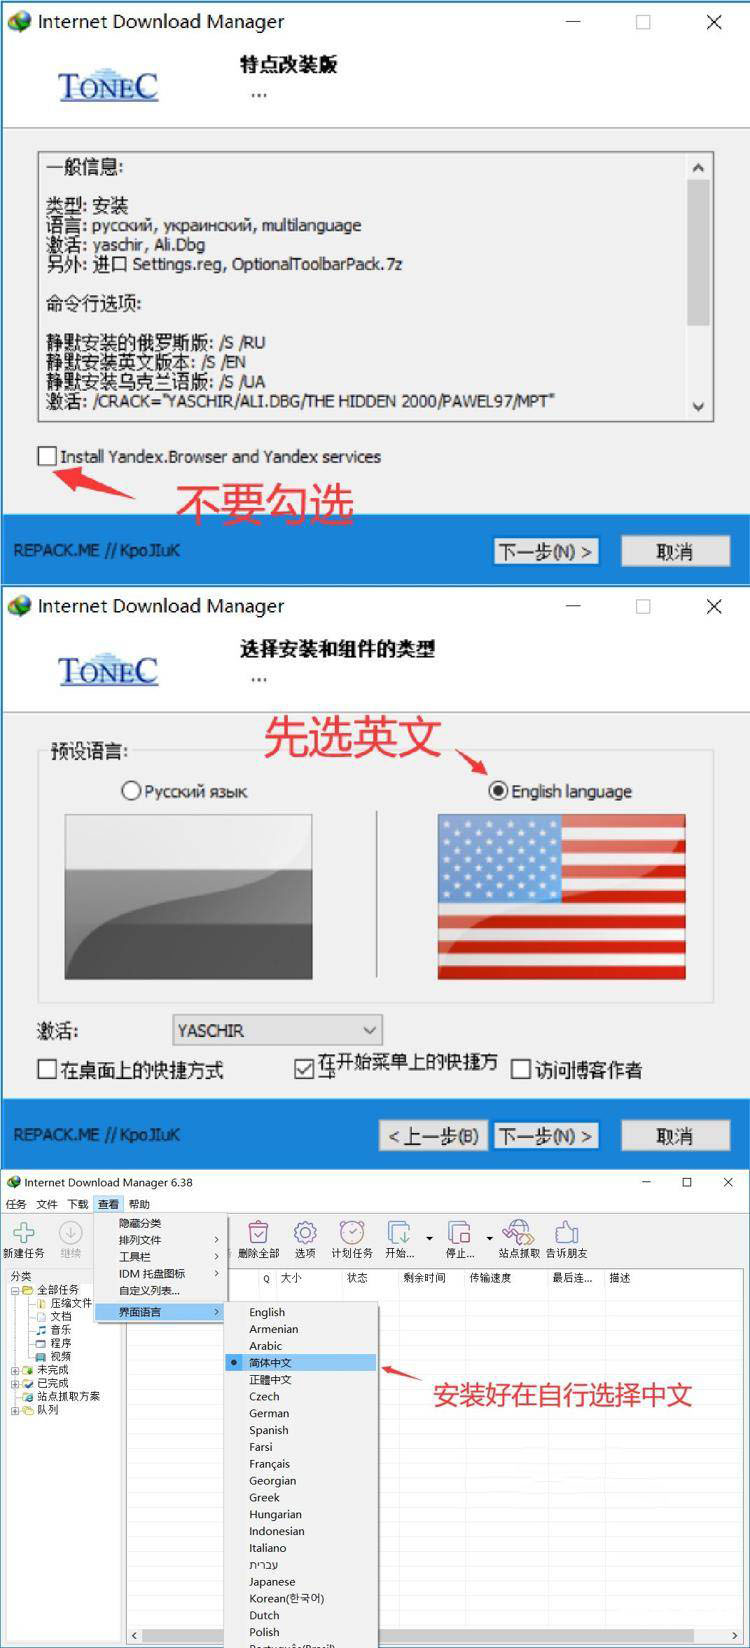 Internet Download Manager
TONEC
特点改装版
...
一般信息:
类型: 安装
语言: русский, украинский, multilanguage
激活: yaschir, Ali.Dbg
另外: 进口 Settings.reg, OptionalToolbarPack.7z
命令行选项:
静默安装的俄罗斯版: /S /RU
静默安装英文版本: /S /EN
静默安装乌克兰语版: /S /UA
激活: /CRACK="YASCHIR/ALI.DBG/THE HIDDEN 2000/PAWEL97/MPT"
Install Yandex.Browser and Yandex services
不要勾选
REPACK.ME // KpoJIuK
下一步(N) >
取消
Internet Download Manager
TONEC
选择安装和组件的类型
...
先选英文
预设语言:
Русский язык
English language
激活:
YASCHIR
在桌面上的快捷方式
在开始菜单上的快捷方
访问博客作者
REPACK.ME // KpoJIuK
< 上一步(B)
下一步(N) >
取消
Internet Download Manager 6.38
任务 文件 下载 查看 帮助
新建任务 继续 删除全部 选项 计划任务 开始... 停止... 站点抓取 告诉朋友
隐藏分类
排列文件
工具栏
IDM 托盘图标
自定义列表...
界面语言
分类
全部任务
压缩文件
文档
音乐
程序
视频
未完成
已完成
站点抓取方案
队列
Q 大小 状态 剩余时间 传输速度 最后连... 描述
English
Armenian
Arabic
简体中文
正體中文
Czech
German
Spanish
Farsi
Français
Georgian
Greek
Hungarian
Indonesian
Italiano
עברית
Japanese
Korean(한국어)
Dutch
Polish
安装好在自行选择中文